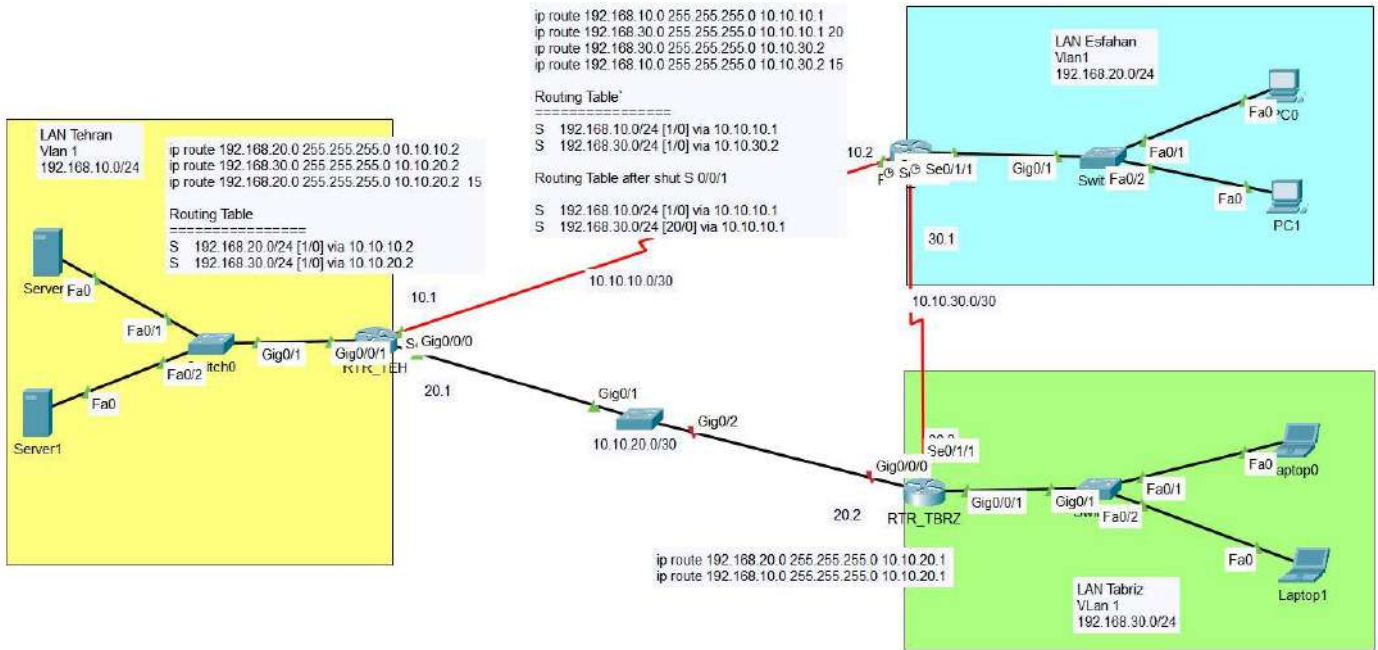 ip route 192.168.10.0 255.255.255.0 10.10.10.1
ip route 192.168.30.0 255.255.255.0 10.10.10.1 20
ip route 192.168.30.0 255.255.255.0 10.10.30.2
ip route 192.168.10.0 255.255.255.0 10.10.30.2 15
Routing Table`
=================
S 192.168.10.0/24 [1/0] via 10.10.10.1
S 192.168.30.0/24 [1/0] via 10.10.30.2
Routing Table after shut S 0/0/1
S 192.168.10.0/24 [1/0] via 10.10.10.1
S 192.168.30.0/24 [20/0] via 10.10.10.1
LAN Esfahan
Vlan1
192.168.20.0/24
Fa0
PC0
Fa0/1
10.2
Se0/1/1
Gig0/1
Fa0/2
Fa0
PC1
30.1
10.10.30.0/30
LAN Tehran
Vlan 1
192.168.10.0/24
ip route 192.168.20.0 255.255.255.0 10.10.10.2
ip route 192.168.30.0 255.255.255.0 10.10.20.2
ip route 192.168.20.0 255.255.255.0 10.10.20.2 15
Routing Table
================
S 192.168.20.0/24 [1/0] via 10.10.10.2
S 192.168.30.0/24 [1/0] via 10.10.20.2
Server
Fa0
10.1
10.10.10.0/30
Fa0/1
Gig0/1
Gig0/0/1
Gig0/0/0
Fa0/2
RTR_TEH
Fa0
20.1
Server1
Gig0/1
Gig0/2
10.10.20.0/30
Gig0/0/0
Se0/1/1
20.2
RTR_TBRZ
Gig0/0/1
Gig0/1
Fa0/1
Fa0/2
Fa0
Fa0
Laptop1
ip route 192.168.20.0 255.255.255.0 10.10.20.1
ip route 192.168.10.0 255.255.255.0 10.10.20.1
LAN Tabriz
VLan 1
192.168.30.0/24